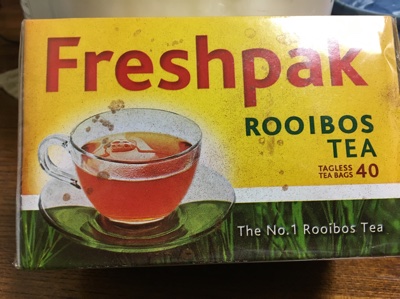 Freshpak
ROOIBOS
TEA
TAGLESS
TEA BAGS 40
The No.1 Rooibos Tea